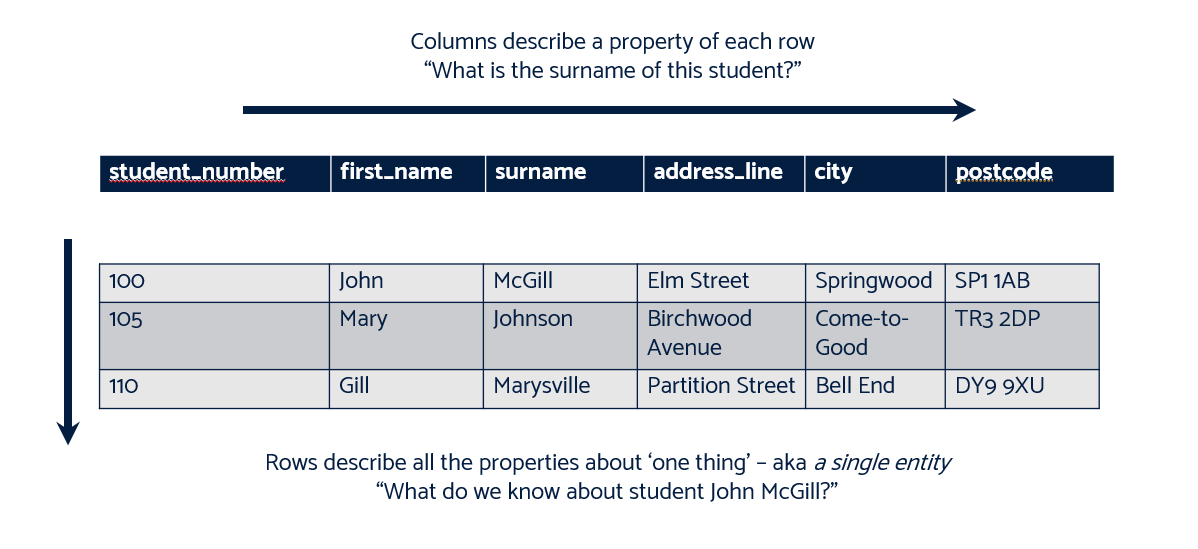 Columns describe a property of each row
“What is the surname of this student?”
student_number first_name surname address_line city postcode
100 John McGill Elm Street Springwood SP1 1AB
105 Mary Johnson Birchwood Avenue Come-to-Good TR3 2DP
110 Gill Marysville Partition Street Bell End DY9 9XU
Rows describe all the properties about ‘one thing’ – aka a single entity
“What do we know about student John McGill?”